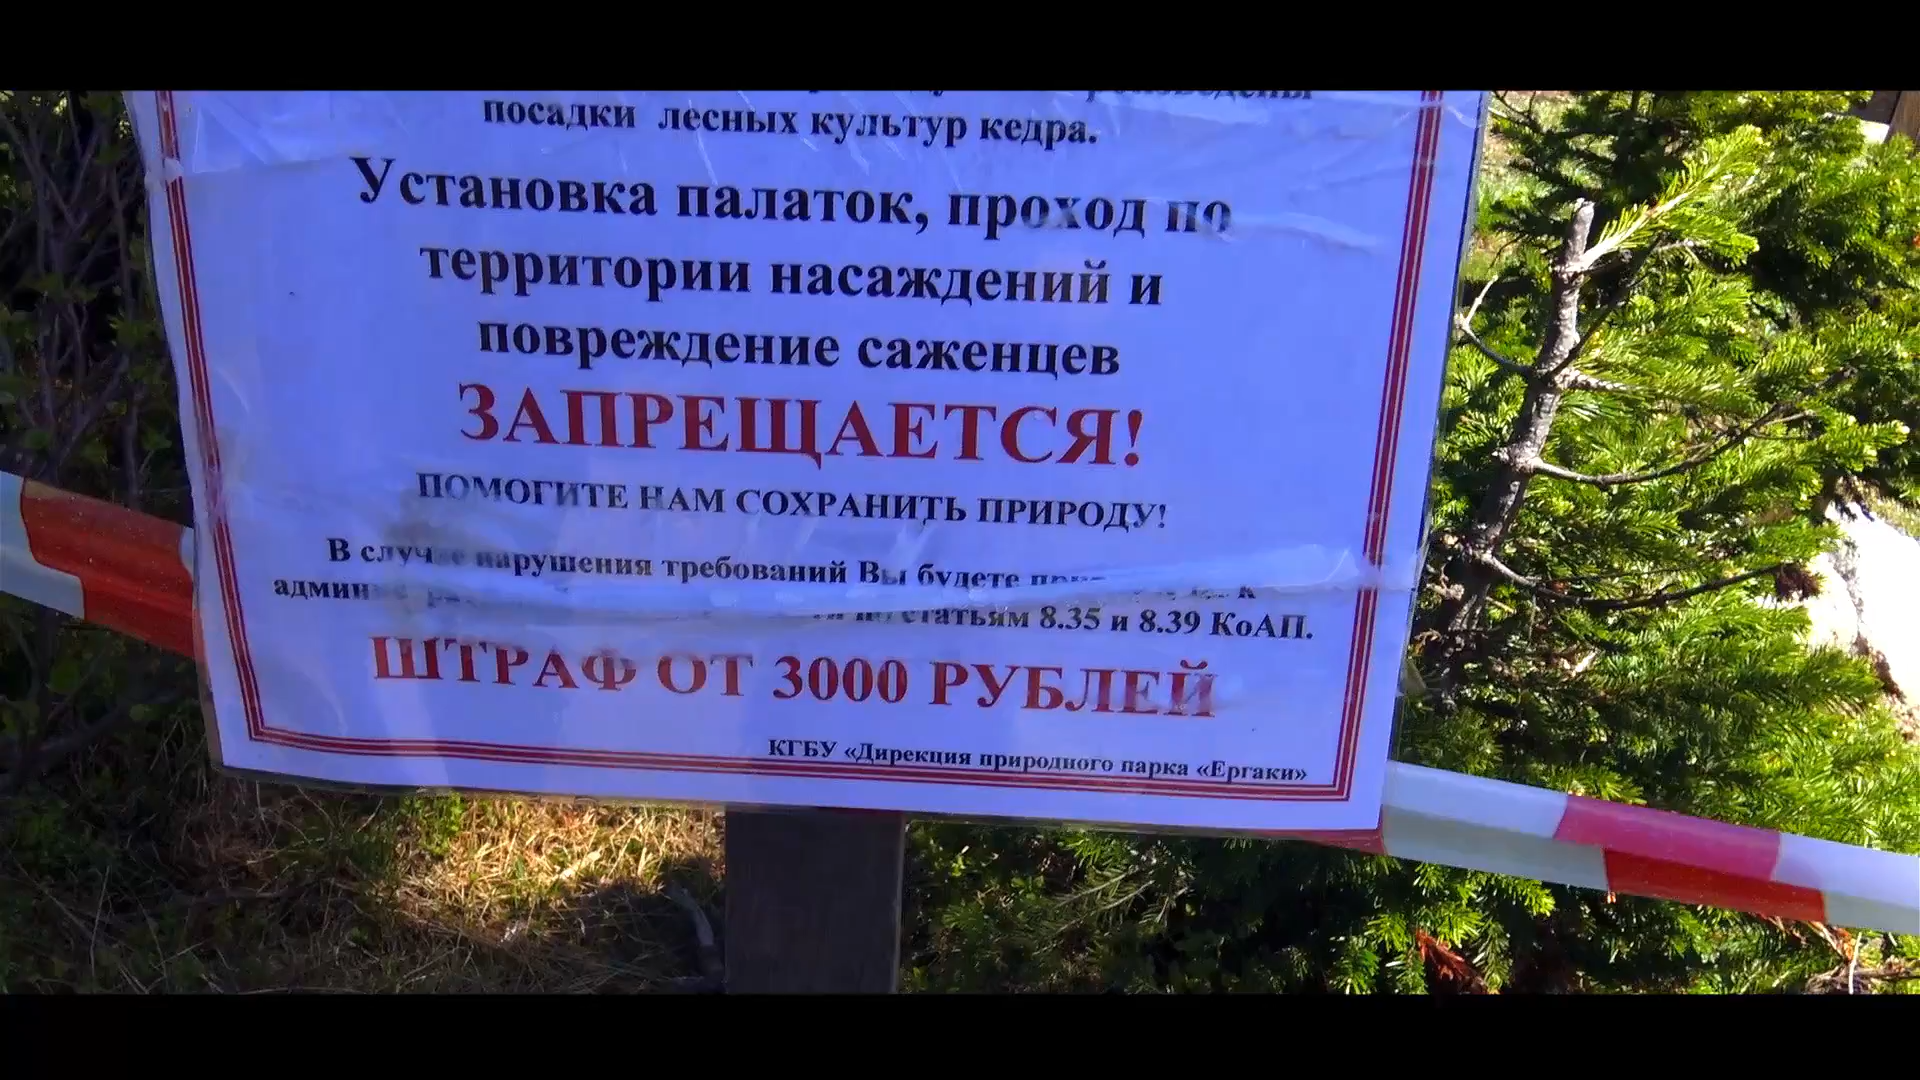 посадки лесных культур кедра.
Установка палаток, проход по
территории насаждений и
повреждение саженцев
ЗАПРЕЩАЕТСЯ!
ПОМОГИТЕ НАМ СОХРАНИТЬ ПРИРОДУ!
В случае нарушения требований Вы будете
статьям 8.35 и 8.39 КоАП.
ШТРАФ ОТ 3000 РУБЛЕЙ
КГБУ «Дирекция природного парка «Ергаки»